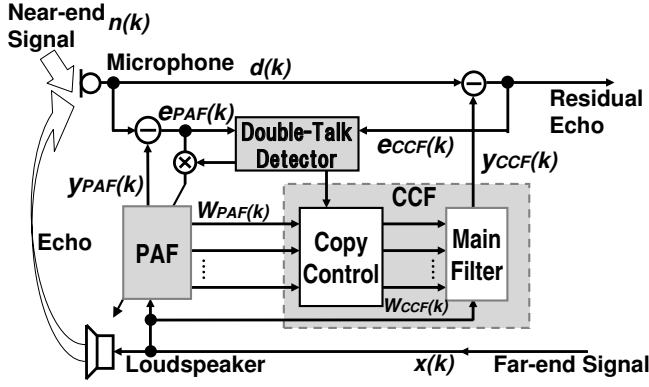 Near-end n(k)
Signal
Microphone d(k)
Residual
Echo
ePAF(k)
Double-Talk
Detector
eCCF(k)
yCCF(k)
yPAF(k)
CCF
WPAF(k)
Echo
PAF
Copy
Control
Main
Filter
WCCF(k)
Loudspeaker
x(k)
Far-end Signal